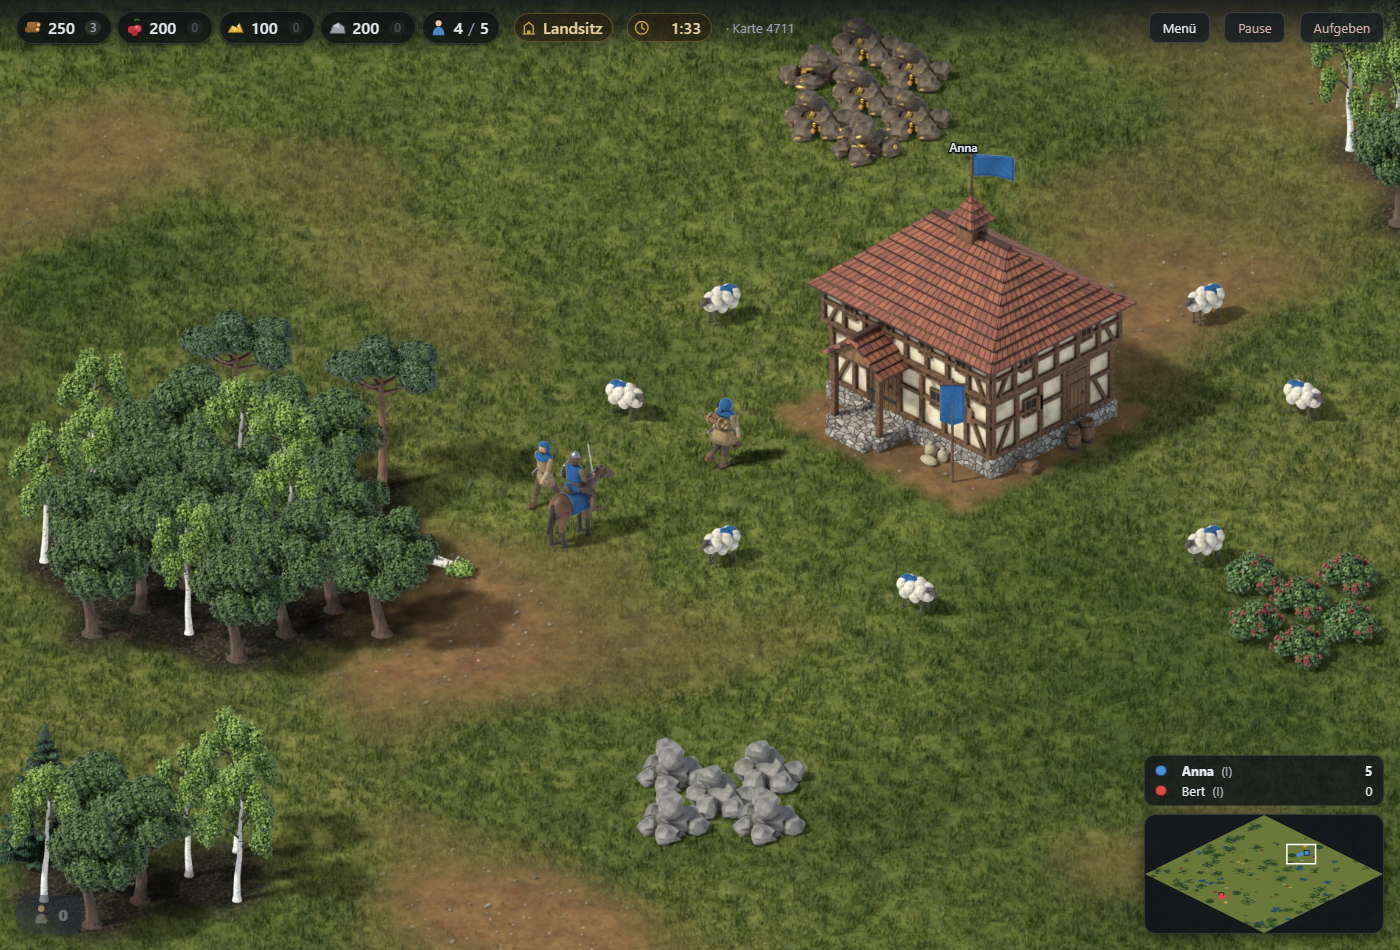 250 3 200 0 100 0 200 0 4 / 5 Landsitz 1:33 · Karte 4711 Menü Pause Aufgeben
Anna
Anna (I) 5
Bert (I) 0
0